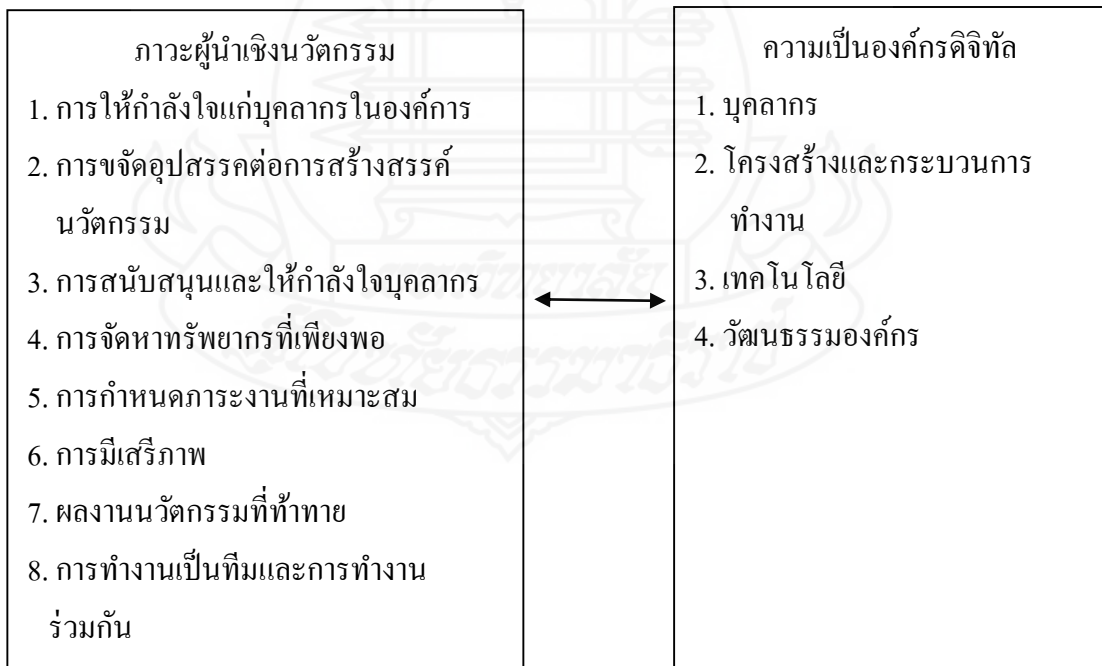 ภาวะผู้นำเชิงนวัตกรรม
1. การให้กำลังใจแก่บุคลากรในองค์การ
2. การขจัดอุปสรรคต่อการสร้างสรรค์
นวัตกรรม
3. การสนับสนุนและให้กำลังใจบุคลากร
4. การจัดหาทรัพยากรที่เพียงพอ
5. การกำหนดภาระงานที่เหมาะสม
6. การมีเสรีภาพ
7. ผลงานนวัตกรรมที่ท้าทาย
8. การทำงานเป็นทีมและการทำงาน
ร่วมกัน
ความเป็นองค์กรดิจิทัล
1. บุคลากร
2. โครงสร้างและกระบวนการ
ทำงาน
3. เทคโนโลยี
4. วัฒนธรรมองค์กร